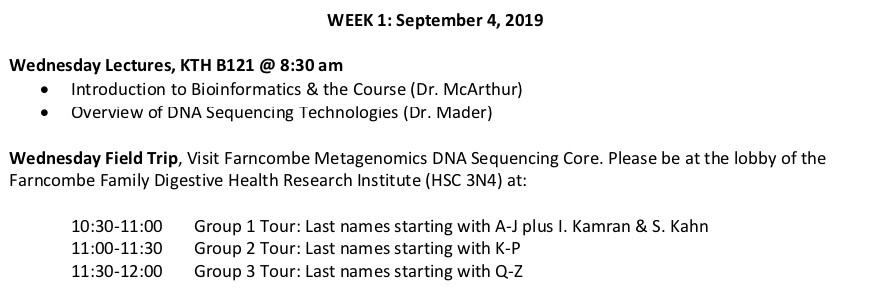 WEEK 1: September 4, 2019
Wednesday Lectures, KTH B121 @ 8:30 am
• Introduction to Bioinformatics & the Course (Dr. McArthur)
• Overview of DNA Sequencing Technologies (Dr. Mader)
Wednesday Field Trip, Visit Farncombe Metagenomics DNA Sequencing Core. Please be at the lobby of the
Farncombe Family Digestive Health Research Institute (HSC 3N4) at:
10:30-11:00 Group 1 Tour: Last names starting with A-J plus I. Kamran & S. Kahn
11:00-11:30 Group 2 Tour: Last names starting with K-P
11:30-12:00 Group 3 Tour: Last names starting with Q-Z